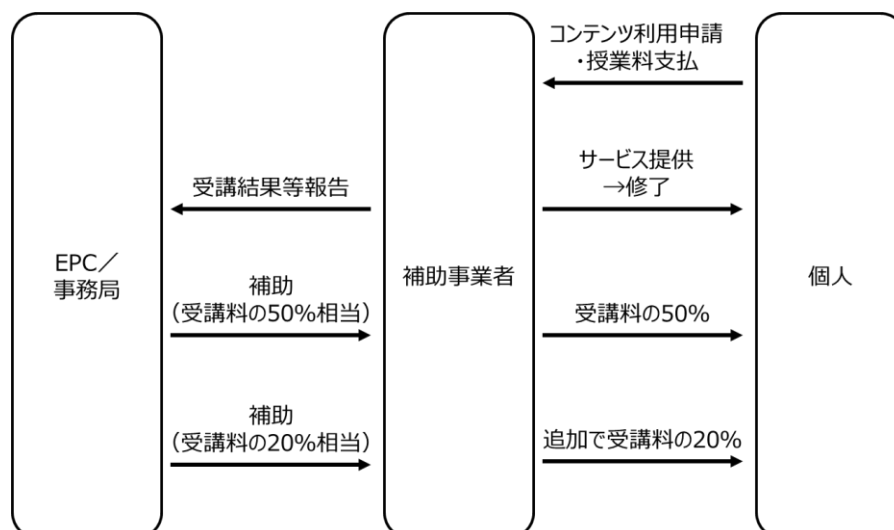 コンテンツ利用申請
・授業料支払
サービス提供
→修了
受講結果等報告
EPC／
事務局
補助事業者
個人
補助
（受講料の50%相当）
受講料の50%
補助
（受講料の20%相当）
追加で受講料の20%